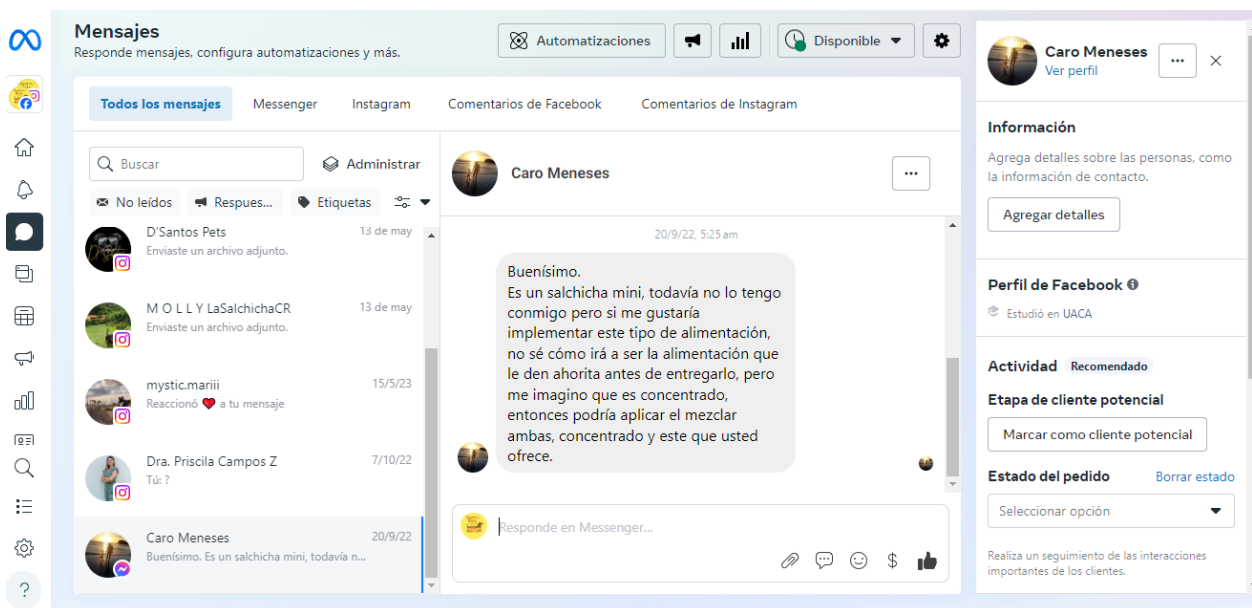 Mensajes
Responde mensajes, configura automatizaciones y más.
Automatizaciones
Disponible
Todos los mensajes
Messenger
Instagram
Comentarios de Facebook
Comentarios de Instagram
Buscar
Administrar
No leídos
Respues...
Etiquetas
D'Santos Pets
13 de may
Enviaste un archivo adjunto.
M O L L Y LaSalchichaCR
13 de may
Enviaste un archivo adjunto.
mystic.mariii
15/5/23
Reaccionó ❤ a tu mensaje
Dra. Priscila Campos Z
7/10/22
Tú: ?
Caro Meneses
20/9/22
Buenísimo. Es un salchicha mini, todavía n...
Caro Meneses
20/9/22, 5:25 am
Buenísimo.
Es un salchicha mini, todavía no lo tengo
conmigo pero si me gustaría
implementar este tipo de alimentación,
no sé cómo irá a ser la alimentación que
le den ahorita antes de entregarlo, pero
me imagino que es concentrado,
entonces podría aplicar el mezclar
ambas, concentrado y este que usted
ofrece.
Responde en Messenger...
Caro Meneses
Ver perfil
Información
Agrega detalles sobre las personas, como
la información de contacto.
Agregar detalles
Perfil de Facebook
Estudió en UACA
Actividad Recomendado
Etapa de cliente potencial
Marcar como cliente potencial
Estado del pedido
Borrar estado
Seleccionar opción
Realiza un seguimiento de las interacciones
importantes de los clientes.